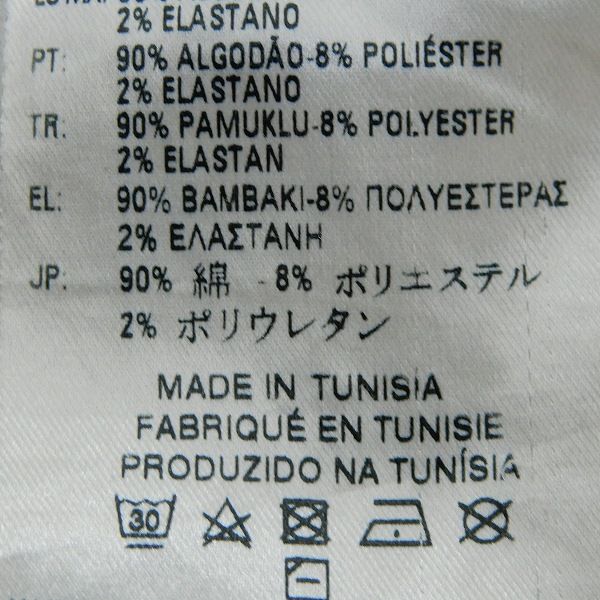 2% ELASTANO
PT: 90% ALGODÃO-8% POLIÉSTER
2% ELASTANO
TR: 90% PAMUKLU-8% POLYESTER
2% ELASTAN
EL: 90% ΒΑΜΒΑΚΙ-8% ΠΟΛΥΕΣΤΕΡΑΣ
2% ΕΛΑΣΤΑΝΗ
JP: 90% 綿 -8% ポリエステル
2% ポリウレタン
MADE IN TUNISIA
FABRIQUÉ EN TUNISIE
PRODUZIDO NA TUNÍSIA
30